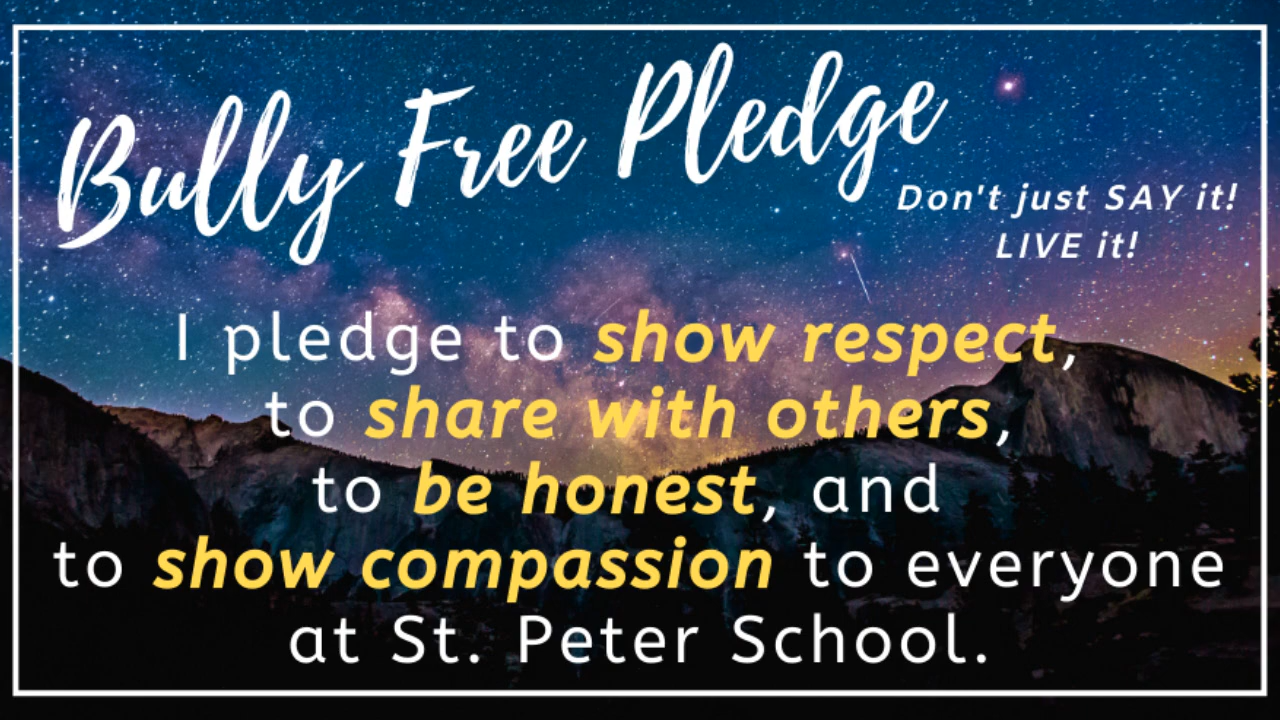 Bully Free Pledge
Don't just SAY it!
LIVE it!
I pledge to show respect,
to share with others,
to be honest, and
to show compassion to everyone
at St. Peter School.